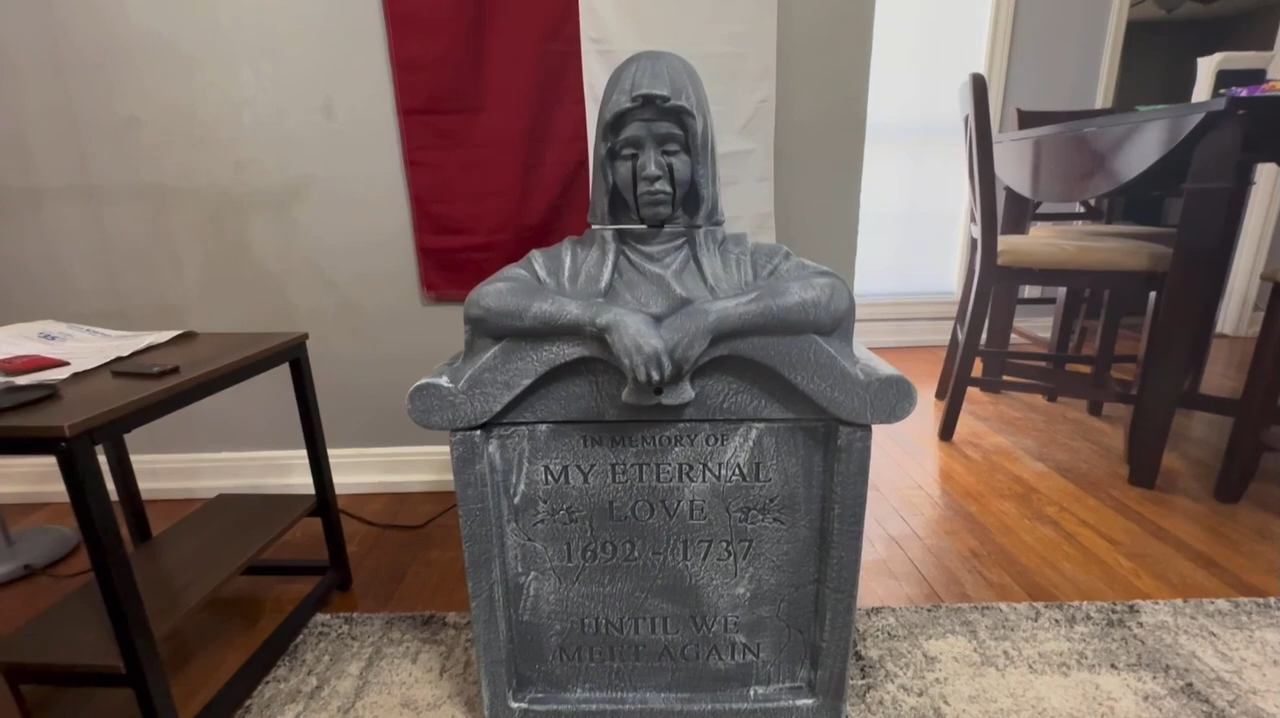 IN MEMORY OF
MY ETERNAL
LOVE
1692 - 1737
UNTIL WE
MEET AGAIN